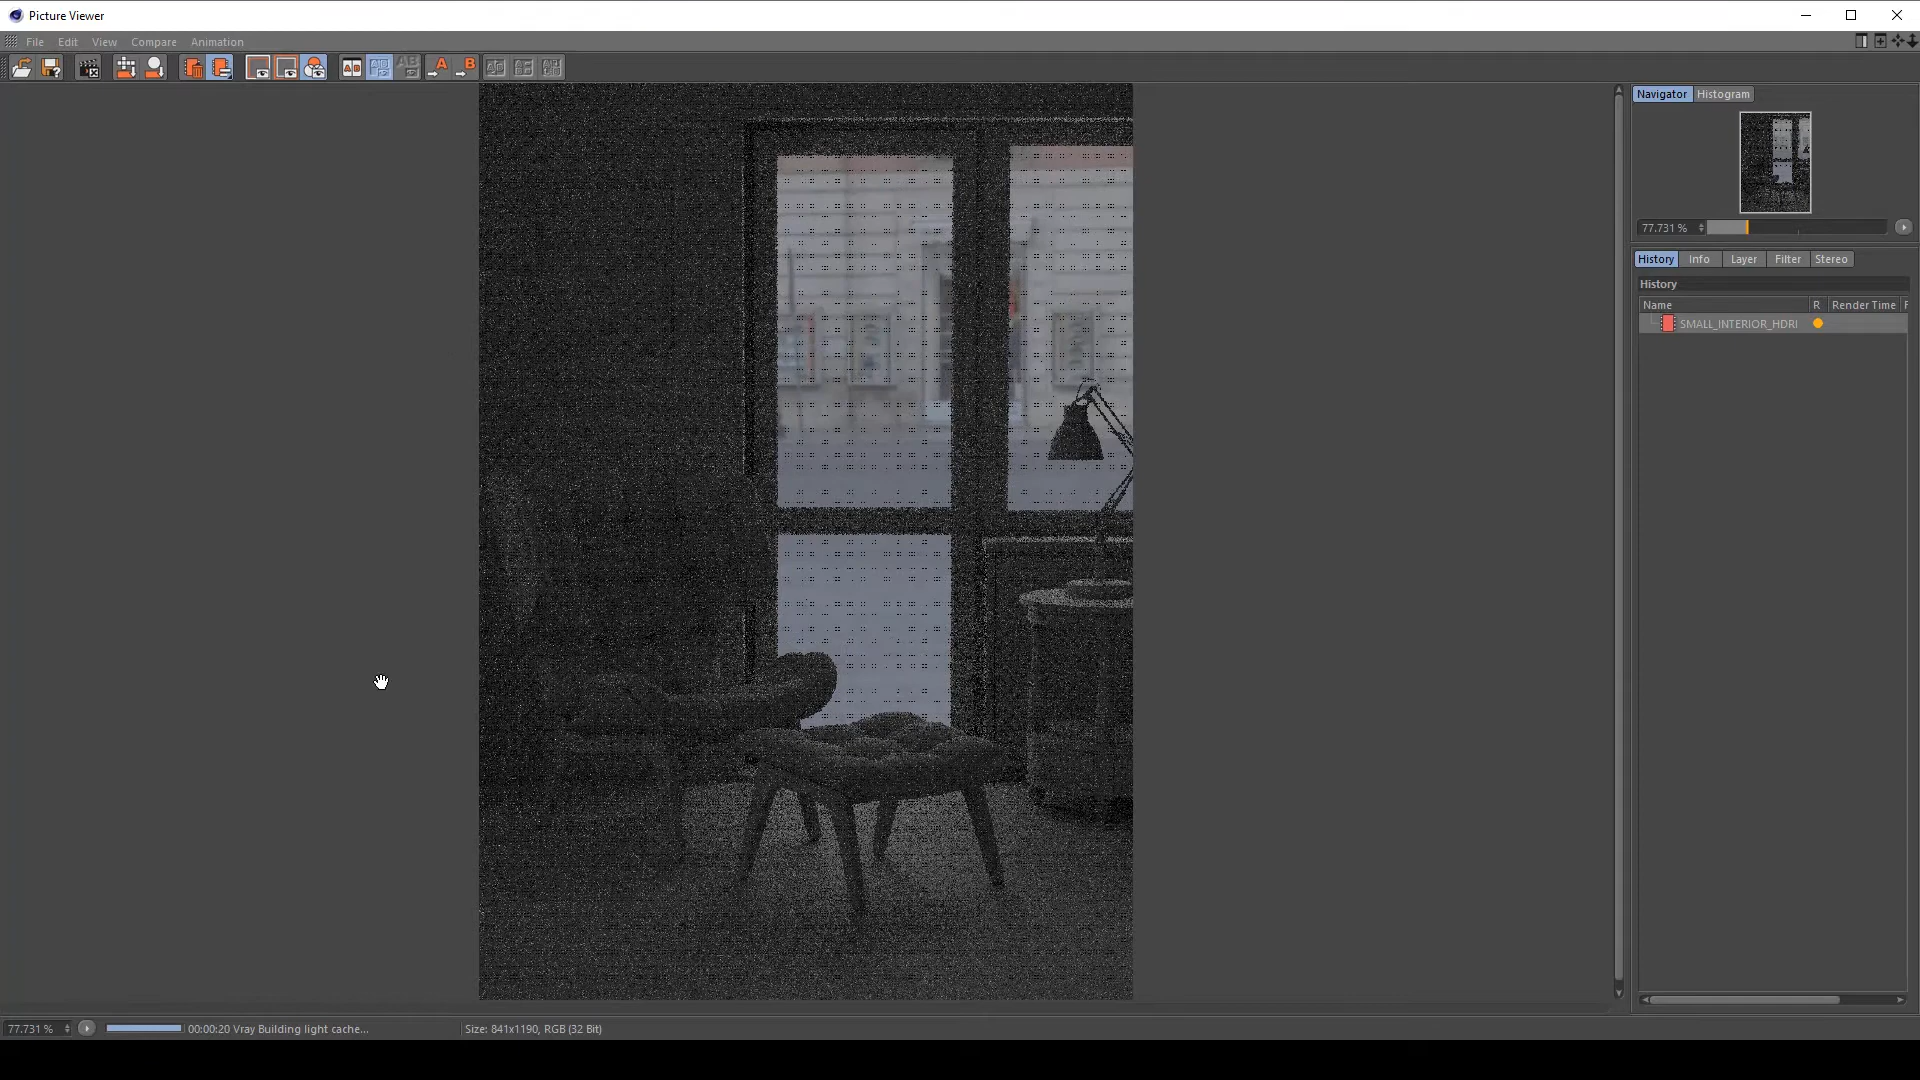 Picture Viewer
File Edit View Compare Animation
Navigator Histogram
77.731 %
History Info Layer Filter Stereo
History
Name R Render Time F
SMALL_INTERIOR_HDRI
77.731 % 00:00:20 Vray Building light cache... Size: 841x1190, RGB (32 Bit)